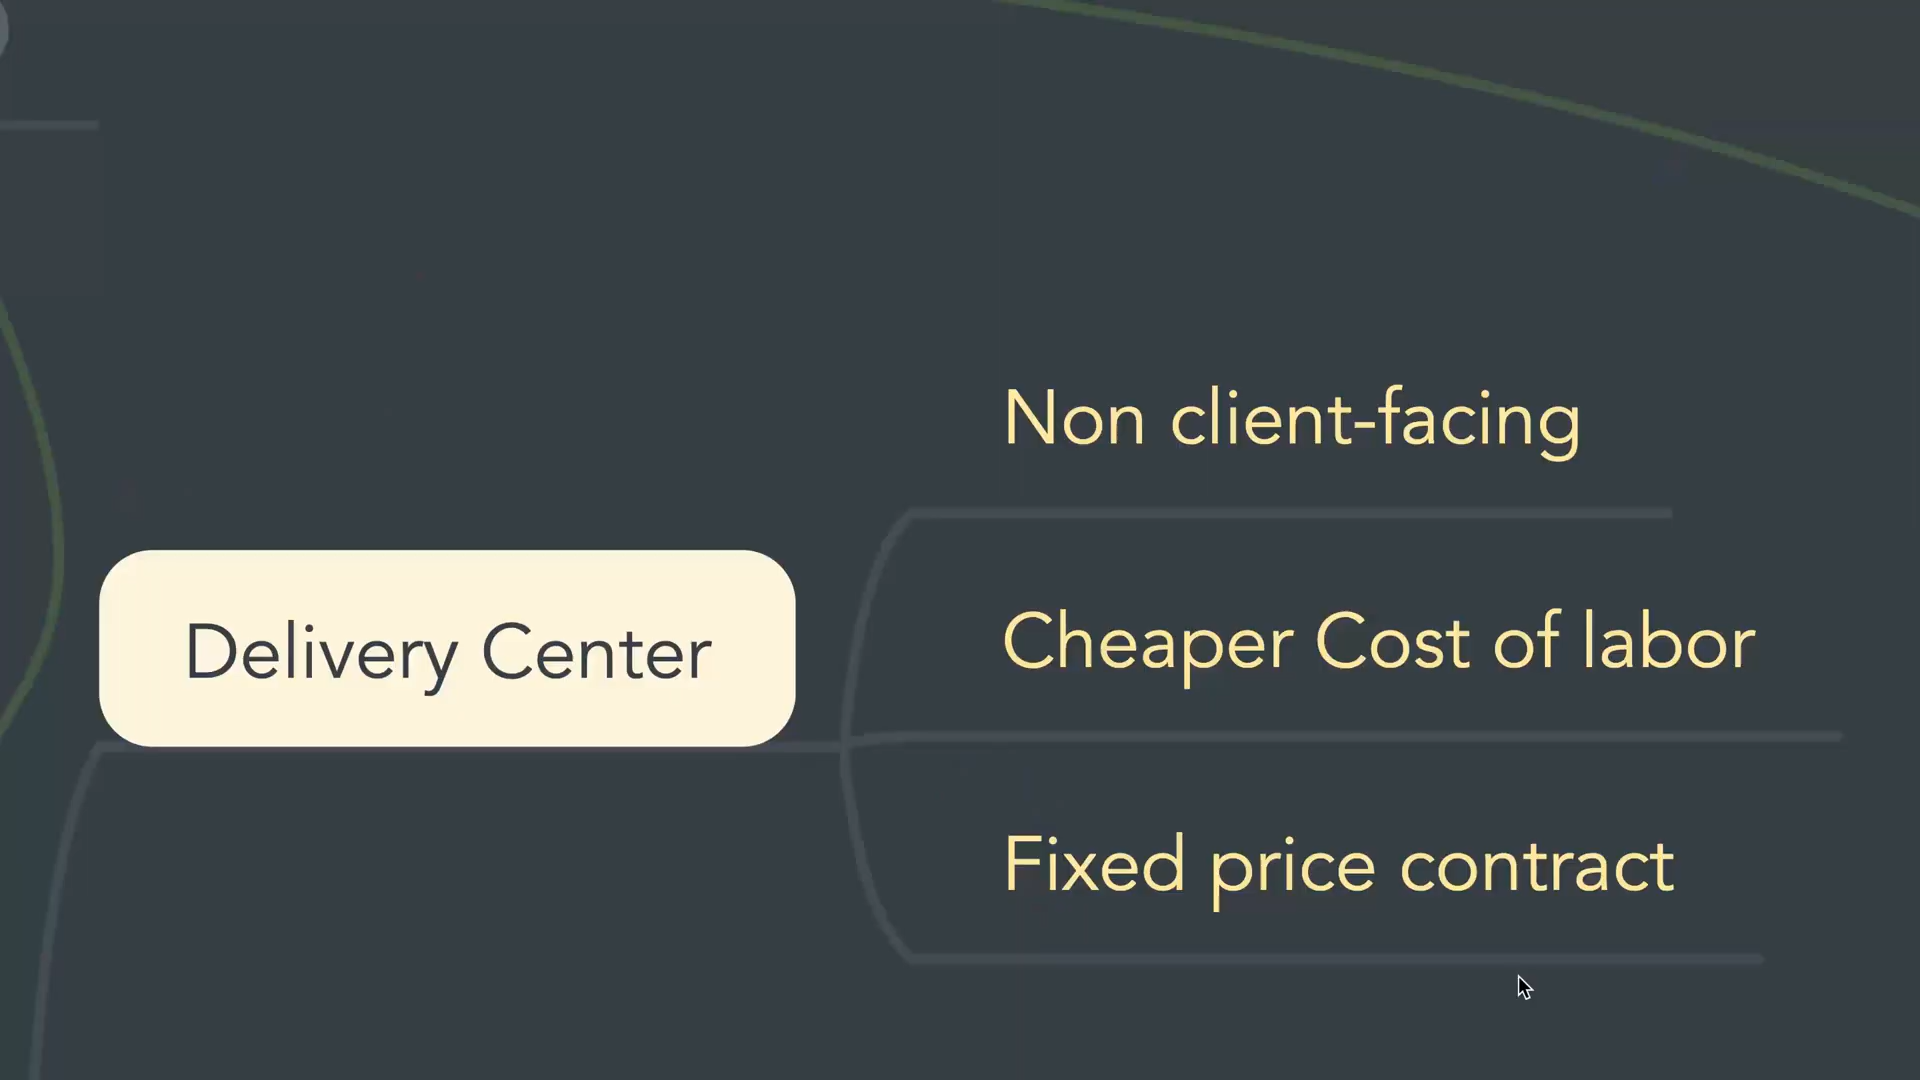 Non client-facing
Delivery Center
Cheaper Cost of labor
Fixed price contract